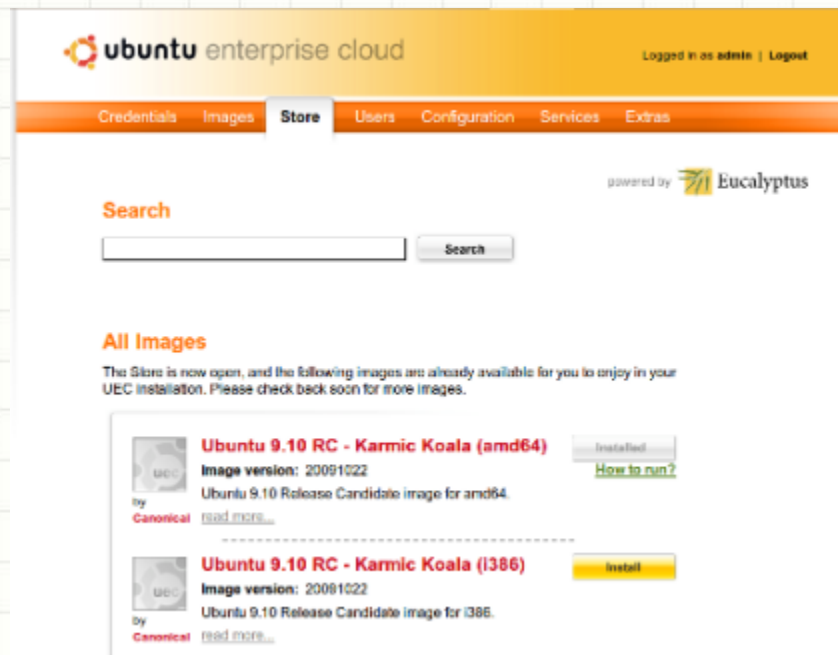 ubuntu enterprise cloud
Logged in as admin | Logout
Credentials Images Store Users Configuration Services Extras
powered by Eucalyptus
Search
Search
All Images
The Store is now open, and the following images are already available for you to enjoy in your
UEC installation. Please check back soon for more images.
Ubuntu 9.10 RC - Karmic Koala (amd64)
Installed
uec
Image version: 20091022
How to run?
Ubuntu 9.10 Release Candidate image for amd64.
by
Canonical
read more...
Ubuntu 9.10 RC - Karmic Koala (i386)
Install
uec
Image version: 20091022
Ubuntu 9.10 Release Candidate image for i386.
by
Canonical
read more...